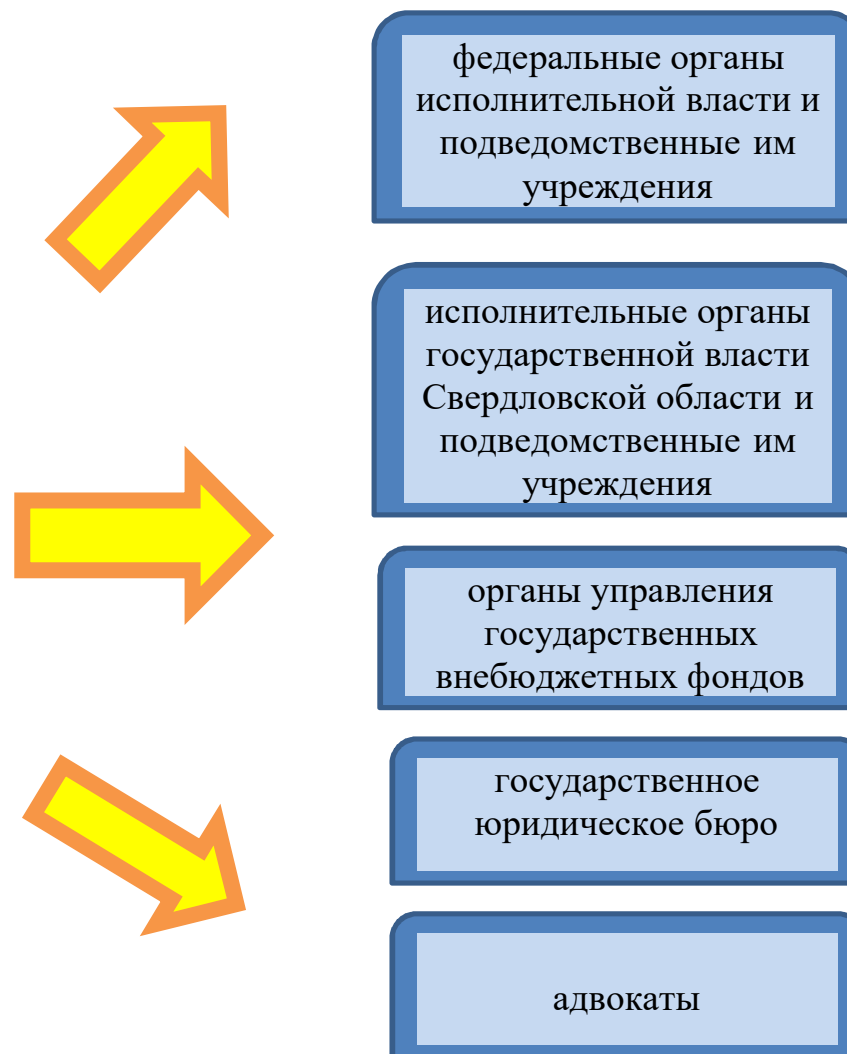 федеральные органы
исполнительной власти и
подведомственные им
учреждения
исполнительные органы
государственной власти
Свердловской области и
подведомственные им
учреждения
органы управления
государственных
внебюджетных фондов
государственное
юридическое бюро
адвокаты